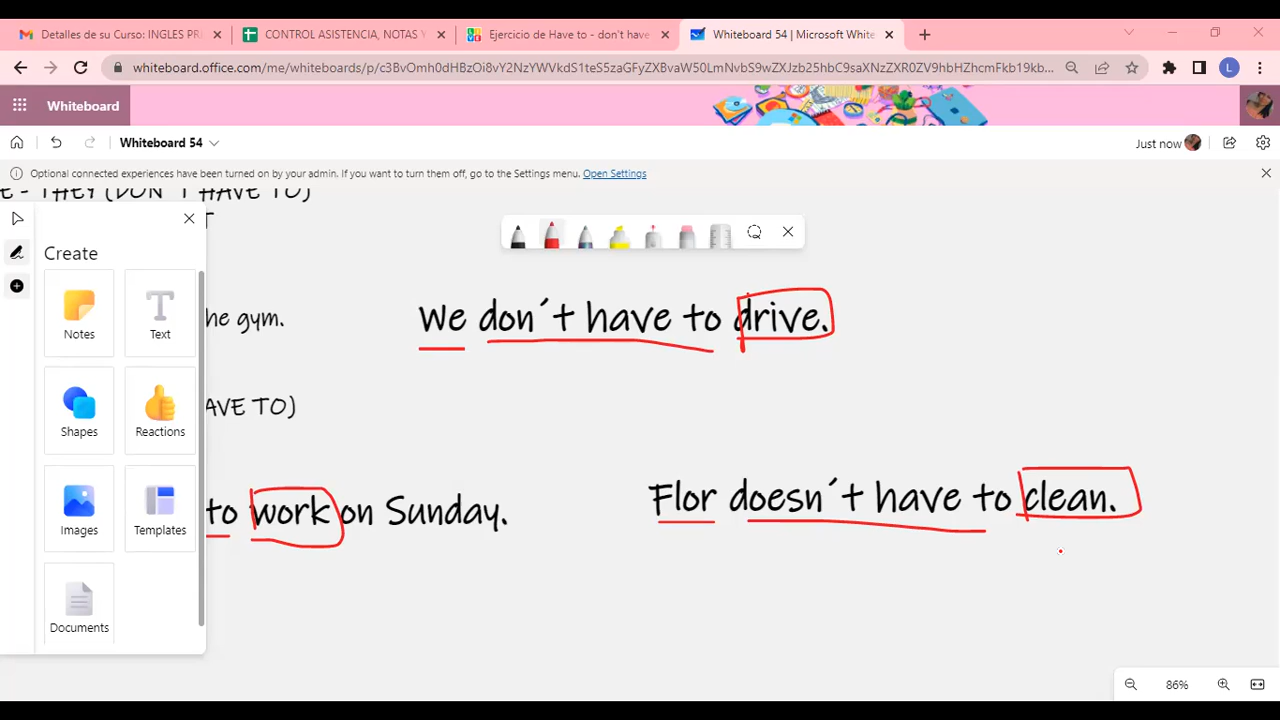 Detalles de su Curso: INGLES PR
CONTROL ASISTENCIA, NOTAS Y
Ejercicio de Have to - don't have
Whiteboard 54 | Microsoft White
whiteboard.office.com/me/whiteboards/p/
L
Whiteboard
Whiteboard 54
Just now
Optional connected experiences have been turned on by your admin. If you want to turn them off, go to the Settings menu. Open Settings
E - THEY (DON´T HAVE TO)
T
Create
Notes
Text
Shapes
Reactions
Images
Templates
Documents
he gym.
We don´t have to drive.
AVE TO)
to work on Sunday.
Flor doesn´t have to clean.
86%